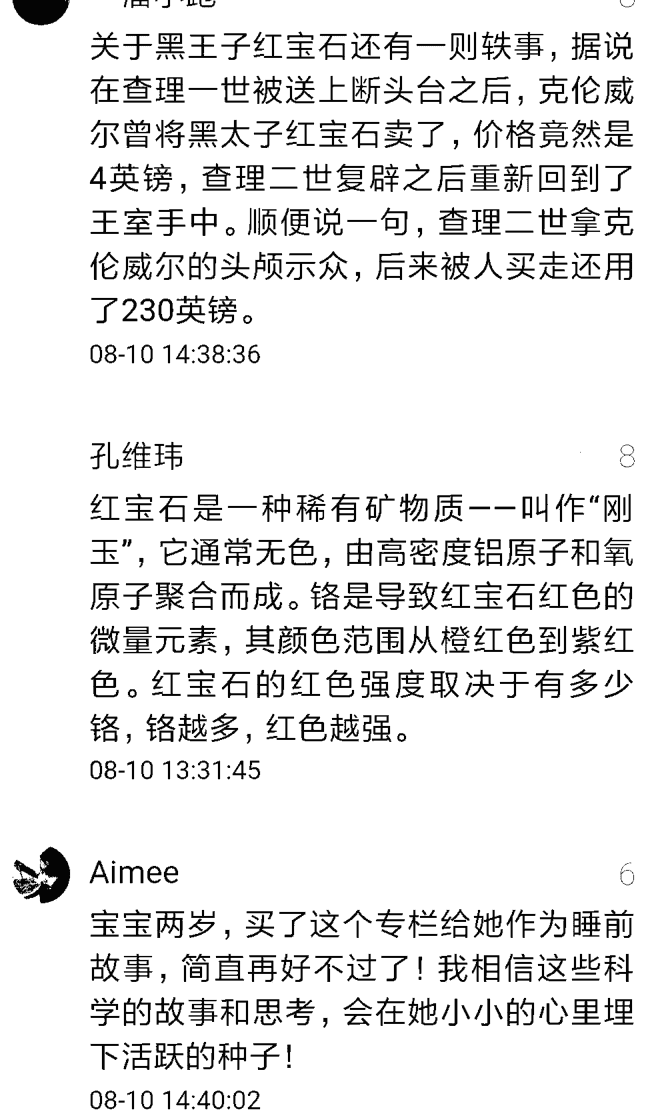 关于黑王子红宝石还有一则轶事，据说
在查理一世被送上断头台之后，克伦威
尔曾将黑太子红宝石卖了，价格竟然是
4英镑，查理二世复辟之后重新回到了
王室手中。顺便说一句，查理二世拿克
伦威尔的头颅示众，后来被人买走还用
了230英镑。
08-10 14:38:36
孔维玮 8
红宝石是一种稀有矿物质——叫作“刚
玉”，它通常无色，由高密度铝原子和氧
原子聚合而成。铬是导致红宝石红色的
微量元素，其颜色范围从橙红色到紫红
色。红宝石的红色强度取决于有多少
铬，铬越多，红色越强。
08-10 13:31:45
Aimee 6
宝宝两岁，买了这个专栏给她作为睡前
故事，简直再好不过了！我相信这些科
学的故事和思考，会在她小小的心里埋
下活跃的种子！
08-10 14:40:02